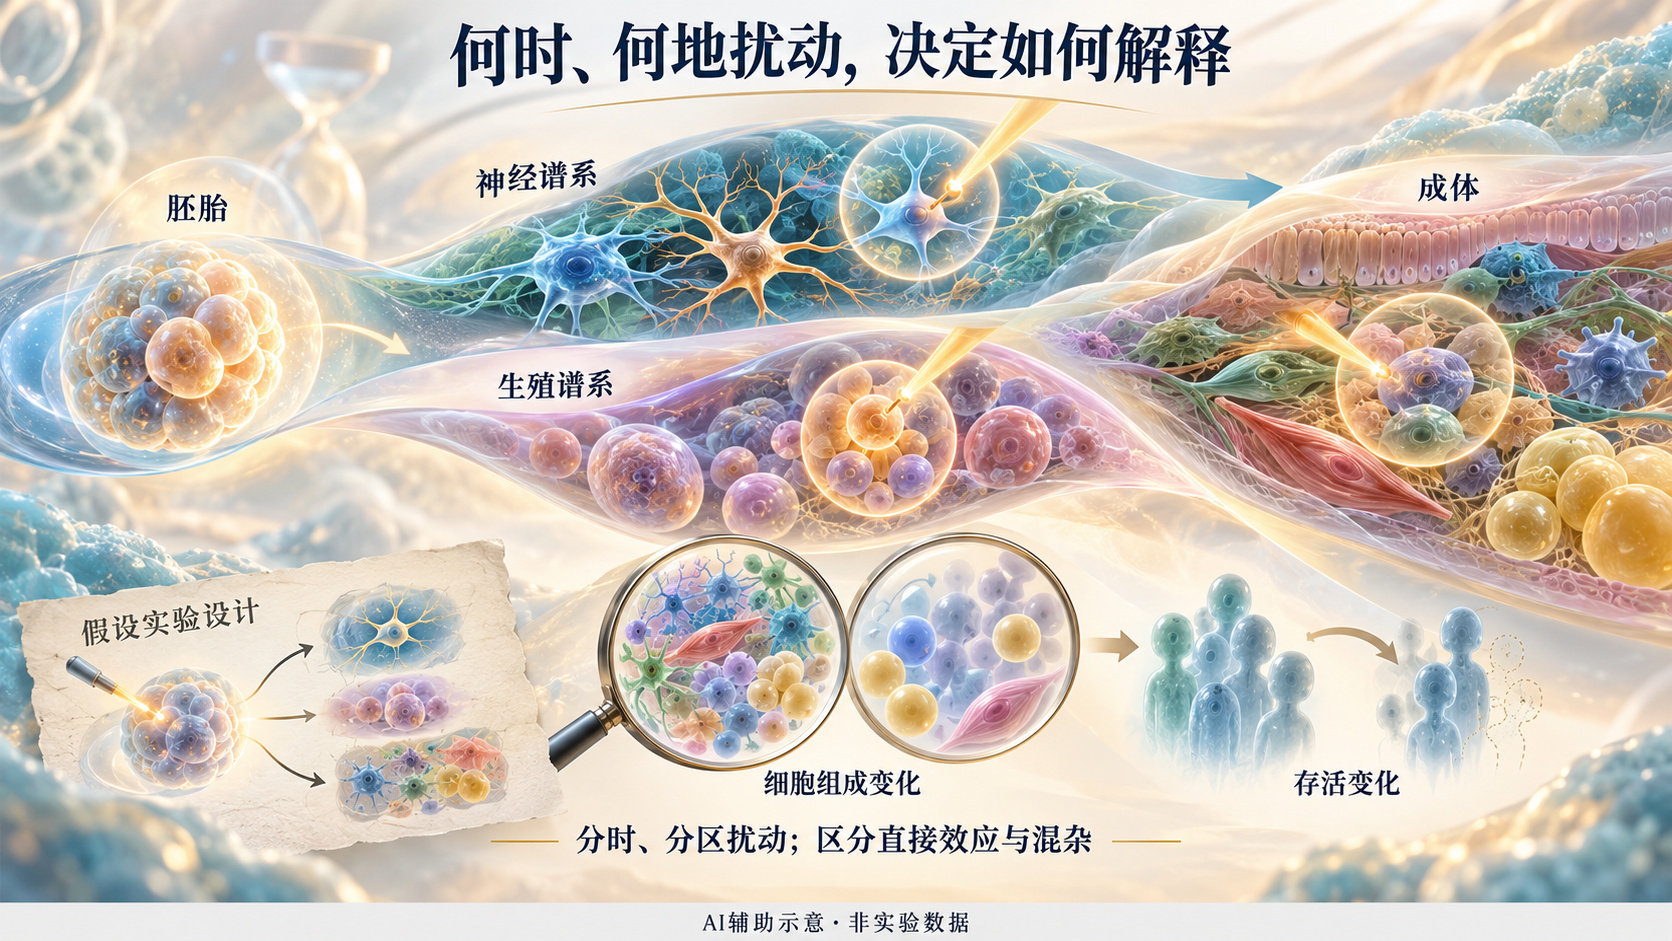 何时、何地扰动，决定如何解释
胚胎
神经谱系
成体
生殖谱系
假设实验设计
细胞组成变化
存活变化
分时、分区扰动；区分直接效应与混杂
AI辅助示意·非实验数据